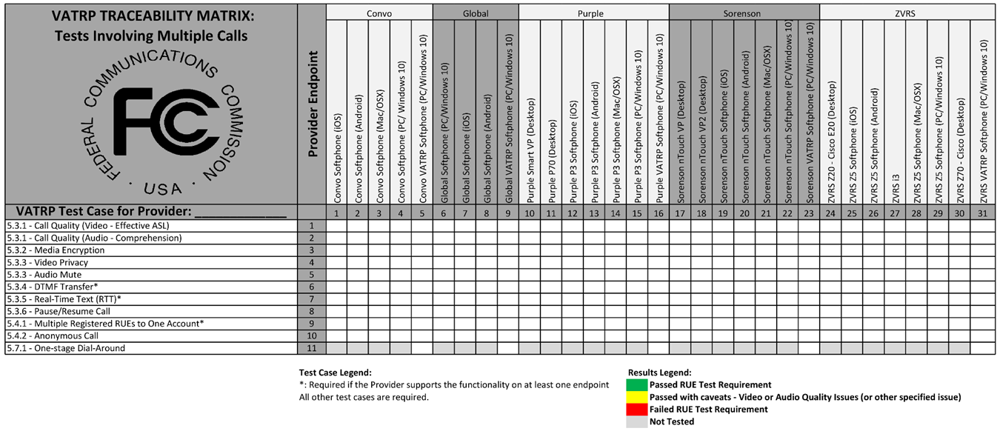 VATRP TRACEABILITY MATRIX:
Tests Involving Multiple Calls
FEDERAL COMMUNICATIONS COMMISSION
· USA ·
FCC
Provider Endpoint
Convo
Global
Purple
Sorenson
ZVRS
Convo Softphone (iOS)
Convo Softphone (Android)
Convo Softphone (Mac/OSX)
Convo Softphone (PC/ Windows 10)
Convo VATRP Softphone (PC/Windows 10)
Global Softphone (PC/Windows 10)
Global Softphone (iOS)
Global Softphone (Android)
Global VATRP Softphone (PC/Windows 10)
Purple Smart VP (Desktop)
Purple P70 (Desktop)
Purple P3 Softphone (iOS)
Purple P3 Softphone (Android)
Purple P3 Softphone (Mac/OSX)
Purple P3 Softphone (PC/Windows 10)
Purple VATRP Softphone (PC/Windows 10)
Sorenson nTouch VP (Desktop)
Sorenson nTouch VP2 (Desktop)
Sorenson nTouch Softphone (iOS)
Sorenson nTouch Softphone (Android)
Sorenson nTouch Softphone (Mac/OSX)
Sorenson nTouch Softphone (PC/Windows 10)
Sorenson VATRP Softphone (PC/Windows 10)
ZVRS Z20 - Cisco E20 (Desktop)
ZVRS Z5 Softphone (iOS)
ZVRS Z5 Softphone (Android)
ZVRS i3
ZVRS Z5 Softphone (Mac/OSX)
ZVRS Z5 Softphone (PC/Windows 10)
ZVRS Z70 - Cisco (Desktop)
ZVRS VATRP Softphone (PC/Windows 10)
VATRP Test Case for Provider: ____________
1 2 3 4 5 6 7 8 9 10 11 12 13 14 15 16 17 18 19 20 21 22 23 24 25 26 27 28 29 30 31
5.3.1 - Call Quality (Video - Effective ASL) 1
5.3.1 - Call Quality (Audio - Comprehension) 2
5.3.2 - Media Encryption 3
5.3.3 - Video Privacy 4
5.3.3 - Audio Mute 5
5.3.4 - DTMF Transfer* 6
5.3.5 - Real-Time Text (RTT)* 7
5.3.6 - Pause/Resume Call 8
5.4.1 - Multiple Registered RUEs to One Account* 9
5.4.2 - Anonymous Call 10
5.7.1 - One-stage Dial-Around 11
Test Case Legend:
*: Required if the Provider supports the functionality on at least one endpoint
All other test cases are required.
Results Legend:
Passed RUE Test Requirement
Passed with caveats - Video or Audio Quality Issues (or other specified issue)
Failed RUE Test Requirement
Not Tested